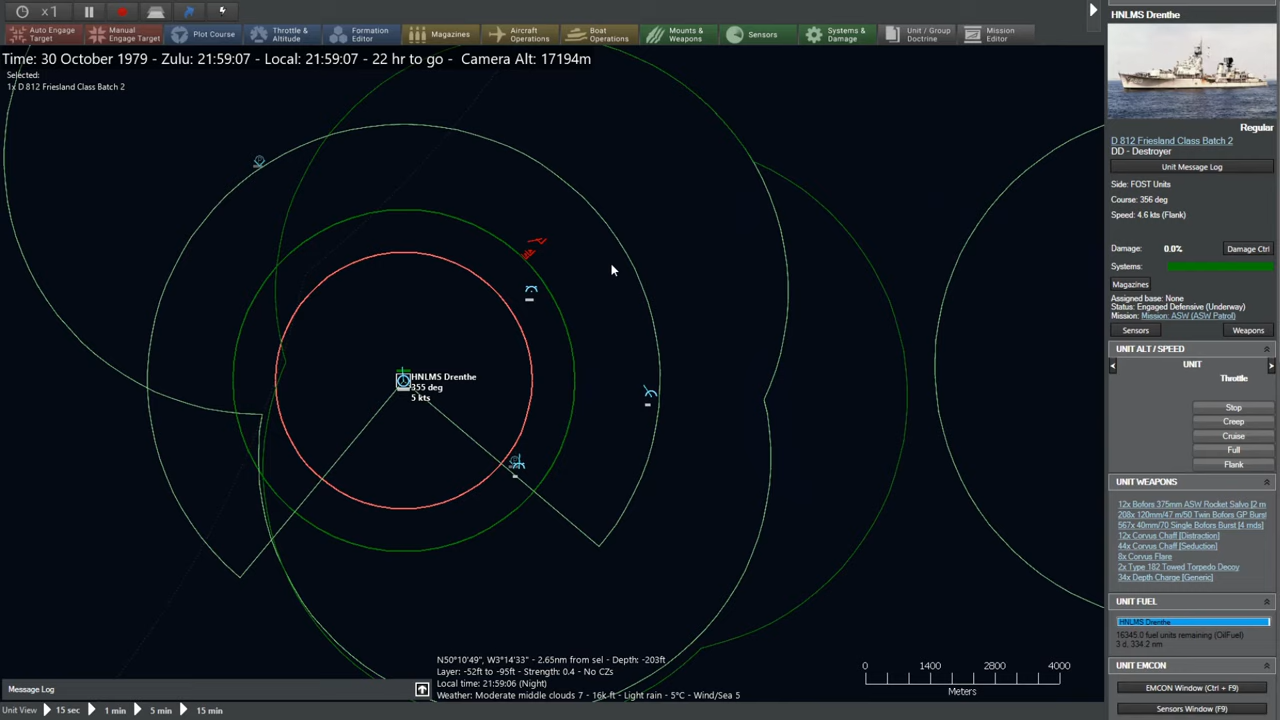 x1
Auto Engage Target
Manual Engage Target
Plot Course
Throttle & Altitude
Formation Editor
Magazines
Aircraft Operations
Boat Operations
Mounts & Weapons
Sensors
Systems & Damage
Unit / Group Doctrine
Mission Editor
Time: 30 October 1979 - Zulu: 21:59:07 - Local: 21:59:07 - 22 hr to go - Camera Alt: 17194m
Selected:
1x D 812 Friesland Class Batch 2
HNLMS Drenthe
355 deg
5 kts
N50°10'49", W3°14'33" - 2.65nm from sel - Depth: -203ft
Layer: -52ft to -95ft - Strength: 0.4 - No CZs
Local time: 21:59:06 (Night)
Weather: Moderate middle clouds 7 - 16k ft - Light rain - 5°C - Wind/Sea 5
0 1400 2800 4000
Meters
Message Log
Unit View 15 sec 1 min 5 min 15 min
HNLMS Drenthe
Regular
D 812 Friesland Class Batch 2
DD - Destroyer
Unit Message Log
Side: FOST Units
Course: 356 deg
Speed: 4.6 kts (Flank)
Damage: 0.0% Damage Ctrl
Systems:
Magazines
Assigned base: None
Status: Engaged Defensive (Underway)
Mission: Mission: ASW (ASW Patrol)
Sensors Weapons
UNIT ALT / SPEED
UNIT
Throttle
Stop
Creep
Cruise
Full
Flank
UNIT WEAPONS
12x Bofors 375mm ASW Rocket Salvo [2 m
208x 120mm/47 m/50 Twin Bofors GP Burst
567x 40mm/70 Single Bofors Burst [4 rnds]
12x Corvus Chaff [Distraction]
44x Corvus Chaff [Seduction]
8x Corvus Flare
2x Type 182 Towed Torpedo Decoy
34x Depth Charge [Generic]
UNIT FUEL
HNLMS Drenthe
16345.0 fuel units remaining (OilFuel)
3 d, 334.2 nm
UNIT EMCON
EMCON Window (Ctrl + F9)
Sensors Window (F9)